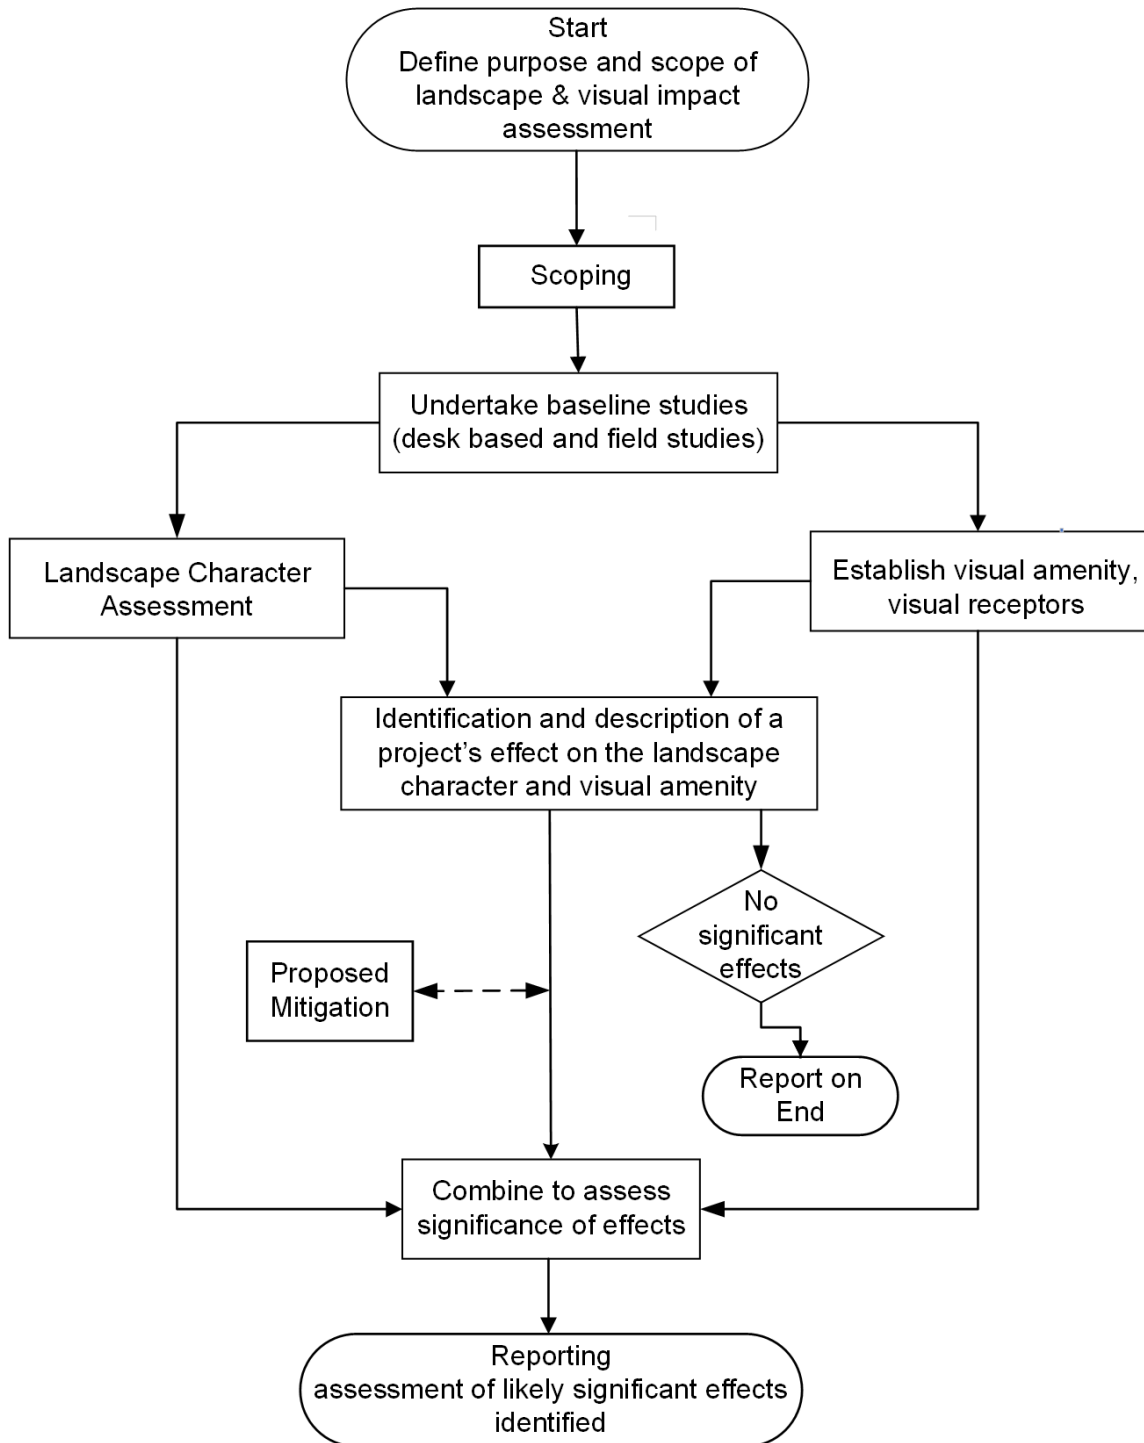 Start
Define purpose and scope of
landscape & visual impact
assessment
Scoping
Undertake baseline studies
(desk based and field studies)
Landscape Character
Assessment
Establish visual amenity,
visual receptors
Identification and description of a
project’s effect on the landscape
character and visual amenity
No
significant
effects
Proposed
Mitigation
Report on
End
Combine to assess
significance of effects
Reporting
assessment of likely significant effects
identified